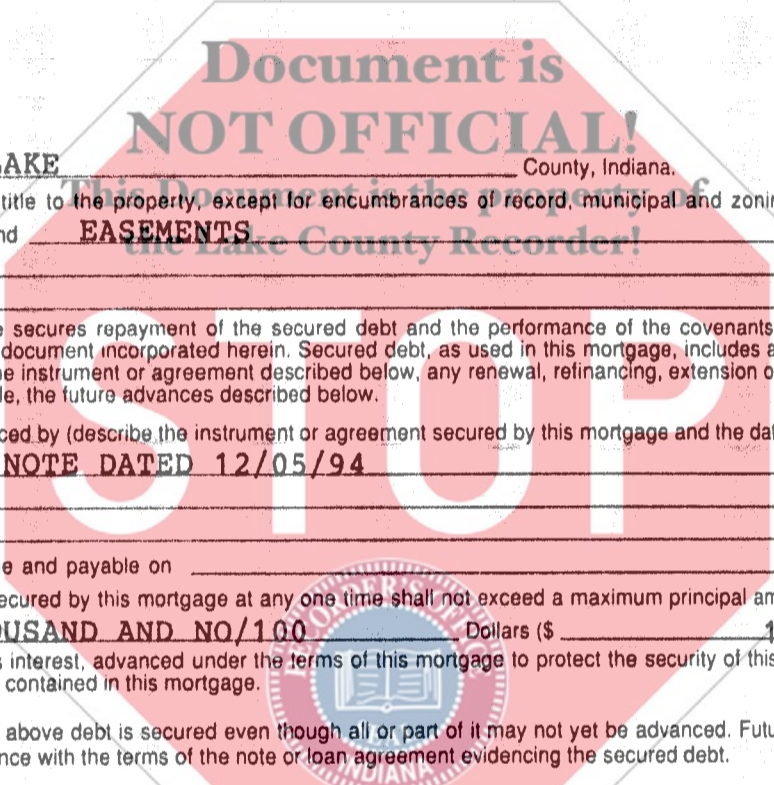 Document is
NOT OFFICIAL!
LAKE County, Indiana.
This Document is the property of
title to the property, except for encumbrances of record, municipal and zonin
nd EASEMENTS
the Lake County Recorder!
e secures repayment of the secured debt and the performance of the covenants
document incorporated herein. Secured debt, as used in this mortgage, includes a
e instrument or agreement described below, any renewal, refinancing, extension o
le, the future advances described below.
STOP
ced by (describe the instrument or agreement secured by this mortgage and the dat
NOTE DATED 12/05/94
e and payable on
ecured by this mortgage at any one time shall not exceed a maximum principal am
USAND AND NO/100 Dollars ($ 1
s interest, advanced under the terms of this mortgage to protect the security of this
contained in this mortgage.
RECORDER'S OFFICE
LAKE
INDIANA
above debt is secured even though all or part of it may not yet be advanced. Futu
nce with the terms of the note or loan agreement evidencing the secured debt.